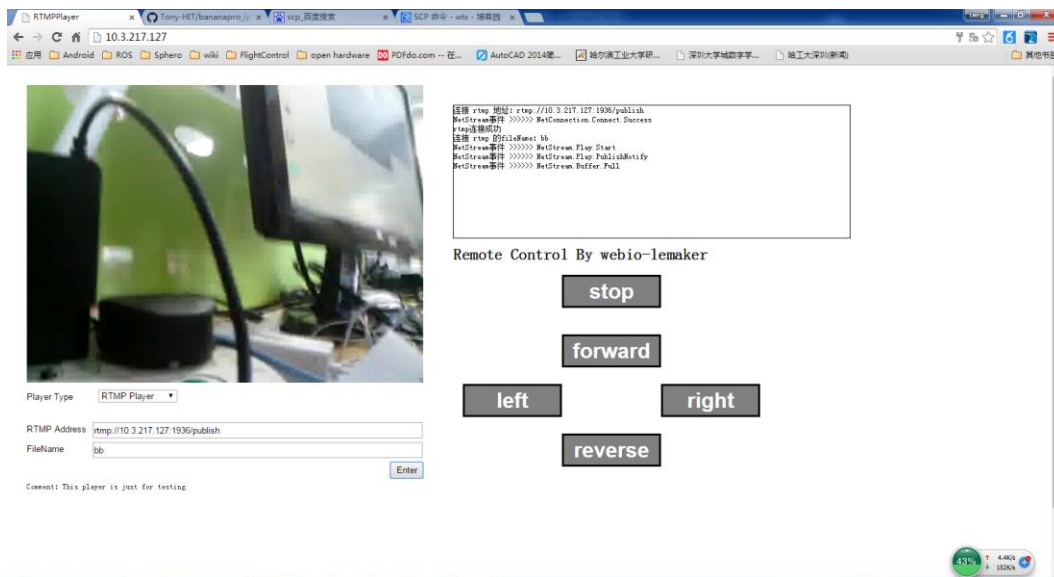 RTMPPlayer
Tony-HIT/bananapro_
scp_百度搜索
SCP 命令 - wtx - 博客园
10.3.217.127
应用 Android ROS Sphero wiki FlightControl open hardware PDFdo.com -- 在... AutoCAD 2014建... 哈尔滨工业大学研... 深圳大学城数字学... 哈工大深圳(新闻) 其他书签
连接 rtmp 地址: rtmp://10.3.217.127:1936/publish
NetStream事件 >>>>>> NetConnection.Connect.Success
rtmp连接成功
连接 rtmp 的fileName: bb
NetStream事件 >>>>>> NetStream.Play.Start
NetStream事件 >>>>>> NetStream.Play.PublishNotify
NetStream事件 >>>>>> NetStream.Buffer.Full
Remote Control By webio-lemaker
stop
forward
left right
reverse
Player Type RTMP Player
RTMP Address rtmp://10.3.217.127:1936/publish
FileName bb
Enter
Comment: This player is just for testing.
43% 4.4K/s
152K/s